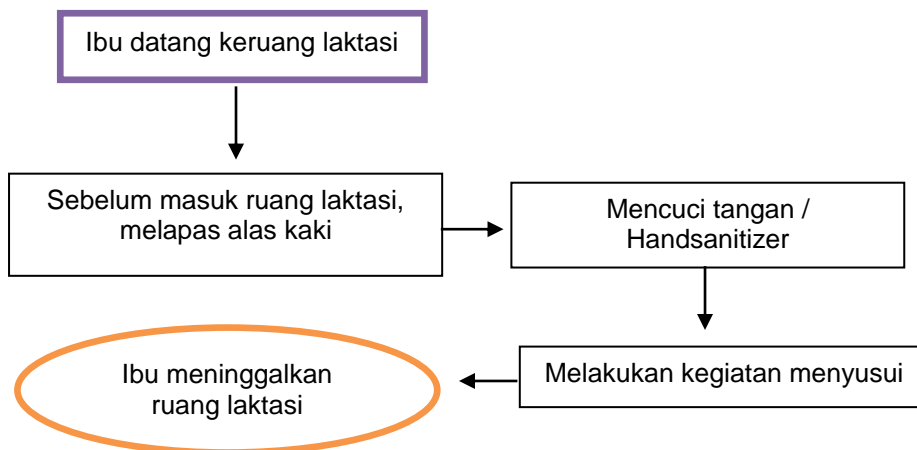 Ibu datang keruang laktasi
Sebelum masuk ruang laktasi,
melapas alas kaki
Mencuci tangan /
Handsanitizer
Melakukan kegiatan menyusui
Ibu meninggalkan
ruang laktasi